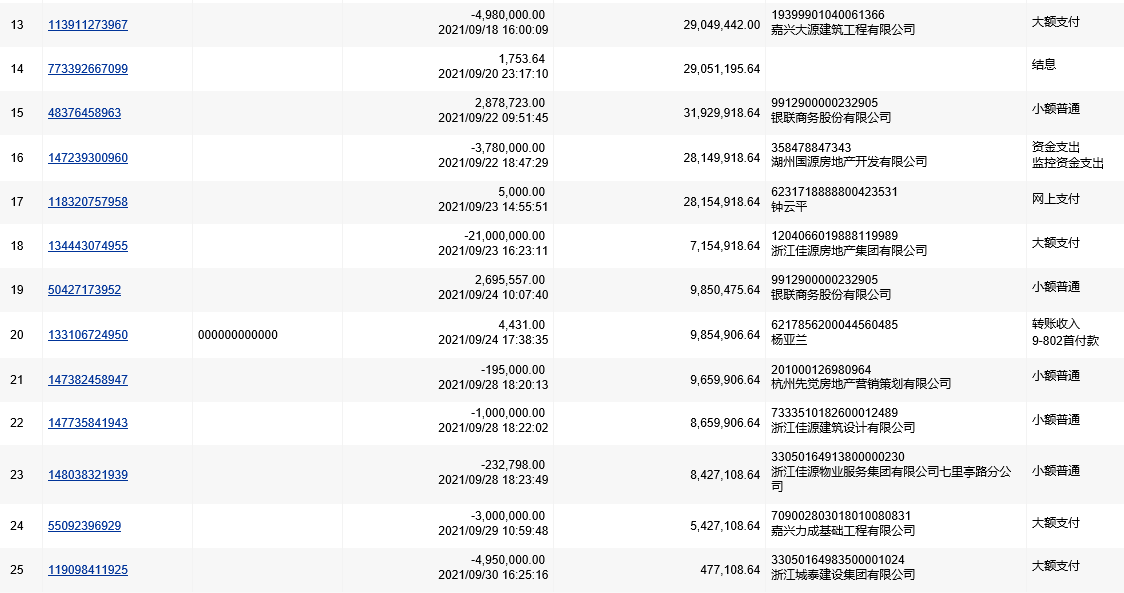 13 113911273967 -4,980,000.00 29,049,442.00 19399901040061366 大额支付
2021/09/18 16:00:09 嘉兴大源建筑工程有限公司
14 773392667099 1,753.64 29,051,195.64 结息
2021/09/20 23:17:10
15 48376458963 2,878,723.00 31,929,918.64 9912900000232905 小额普通
2021/09/22 09:51:45 银联商务股份有限公司
16 147239300960 -3,780,000.00 28,149,918.64 358478847343 资金支出
2021/09/22 18:47:29 湖州国源房地产开发有限公司 监控资金支出
17 118320757958 5,000.00 28,154,918.64 6231718888800423531 网上支付
2021/09/23 14:55:51 钟云平
18 134443074955 -21,000,000.00 7,154,918.64 1204066019888119989 大额支付
2021/09/23 16:23:11 浙江佳源房地产集团有限公司
19 50427173952 2,695,557.00 9,850,475.64 9912900000232905 小额普通
2021/09/24 10:07:40 银联商务股份有限公司
20 133106724950 000000000000 4,431.00 9,854,906.64 6217856200044560485 转账收入
2021/09/24 17:38:35 杨亚兰 9-802首付款
21 147382458947 -195,000.00 9,659,906.64 201000126980964 小额普通
2021/09/28 18:20:13 杭州先觉房地产营销策划有限公司
22 147735841943 -1,000,000.00 8,659,906.64 7333510182600012489 小额普通
2021/09/28 18:22:02 浙江佳源建筑设计有限公司
23 148038321939 -232,798.00 8,427,108.64 33050164913800000230 小额普通
2021/09/28 18:23:49 浙江佳源物业服务集团有限公司七里亭路分公
司
24 55092396929 -3,000,000.00 5,427,108.64 709002803018010080831 大额支付
2021/09/29 10:59:48 嘉兴力成基础工程有限公司
25 119098411925 -4,950,000.00 477,108.64 33050164983500001024 大额支付
2021/09/30 16:25:16 浙江城泰建设集团有限公司